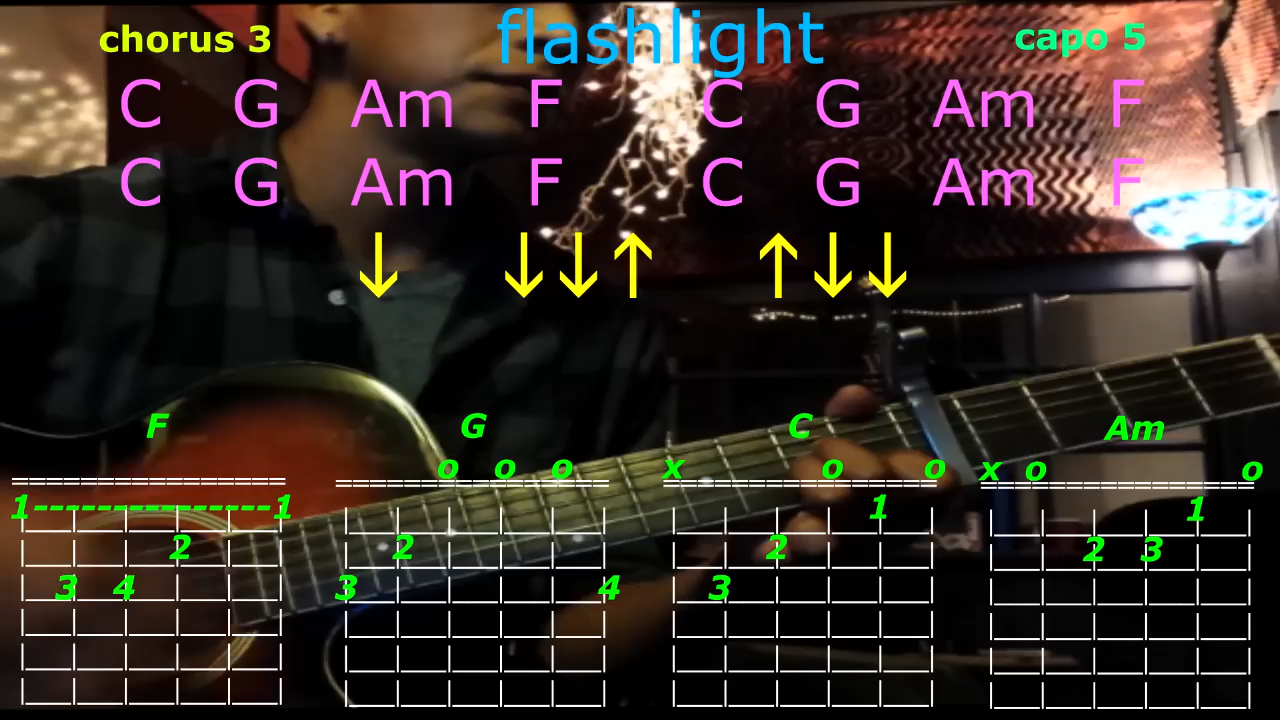 chorus 3 flashlight capo 5
C G Am F C G Am F
C G Am F C G Am F
↓ ↓↓↑ ↑↓↓
F G C Am
o o o x o o x o o
1---------------1 1 1
2 2 2 2 3
3 4 3 4 3